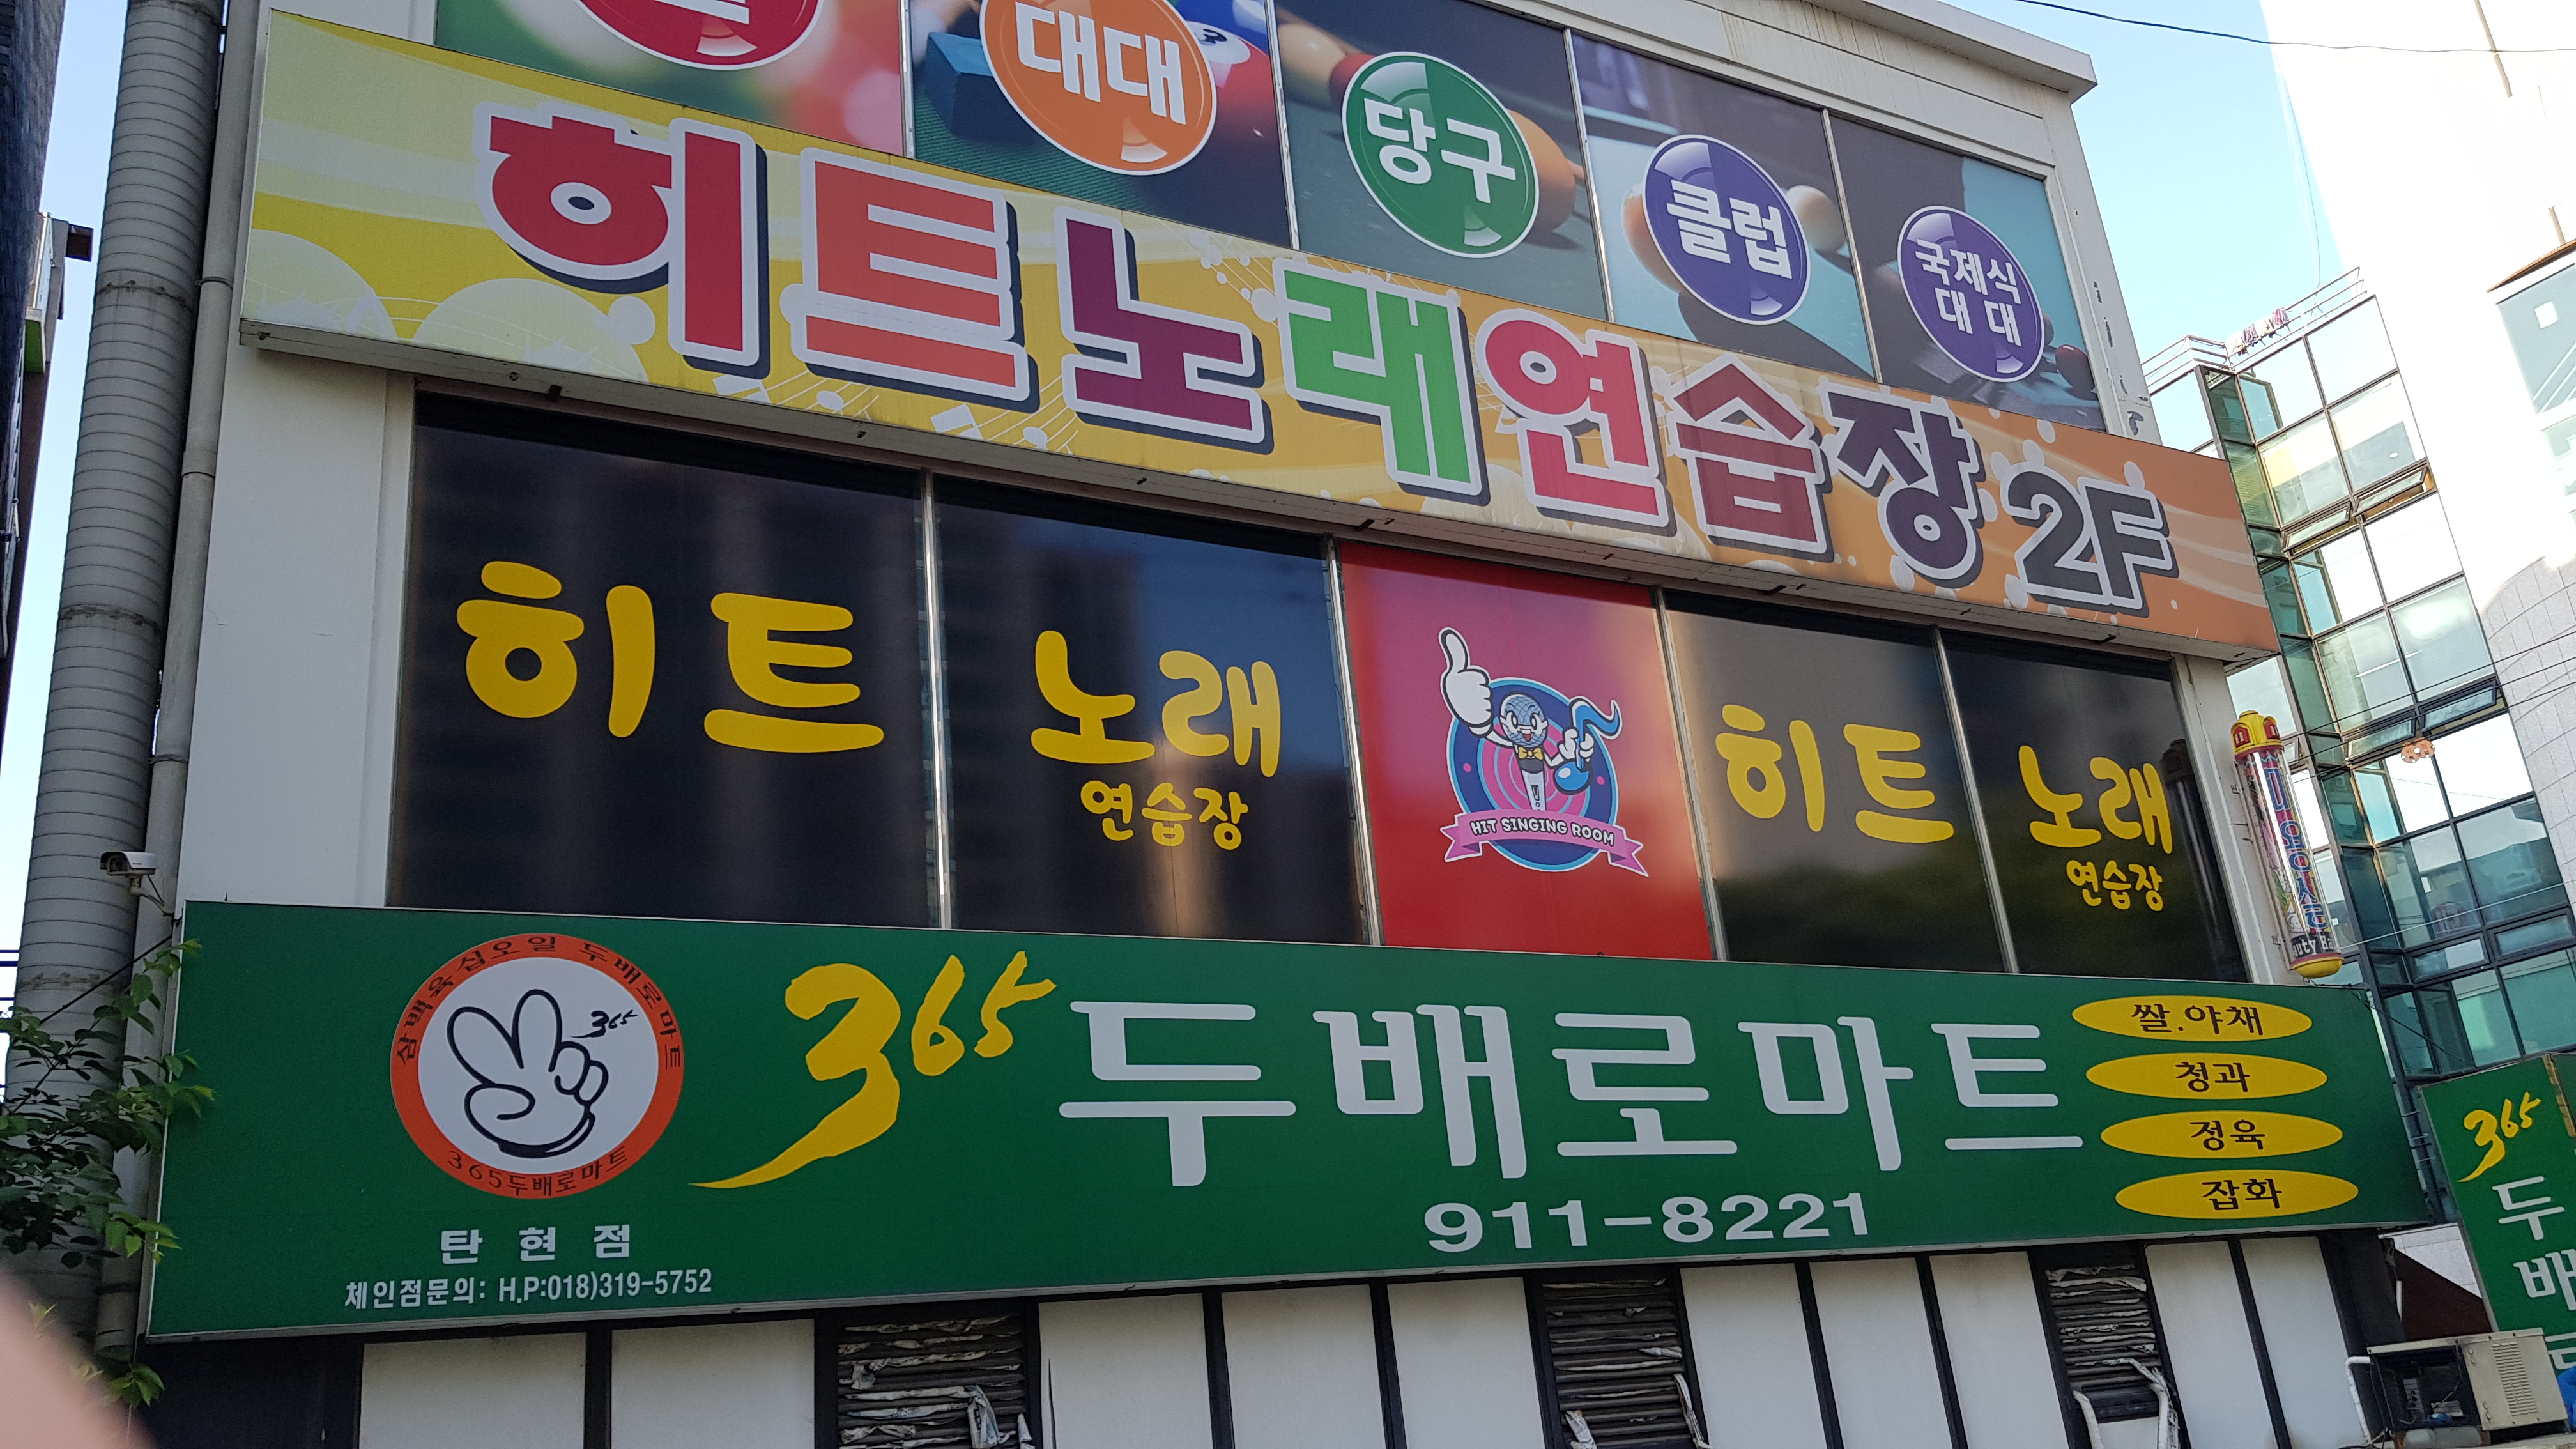 대대
당구
클럽
국제식
대대
히트노래연습장 2F
히트 노래
연습장
HIT SINGING ROOM
히트 노래
연습장
미용실
삼백육십오일 두배로마트
365
365두배로마트
탄현점
체인점문의: H.P:018)319-5752
365 두배로마트
911-8221
쌀.야채
청과
정육
잡화
365
두
배